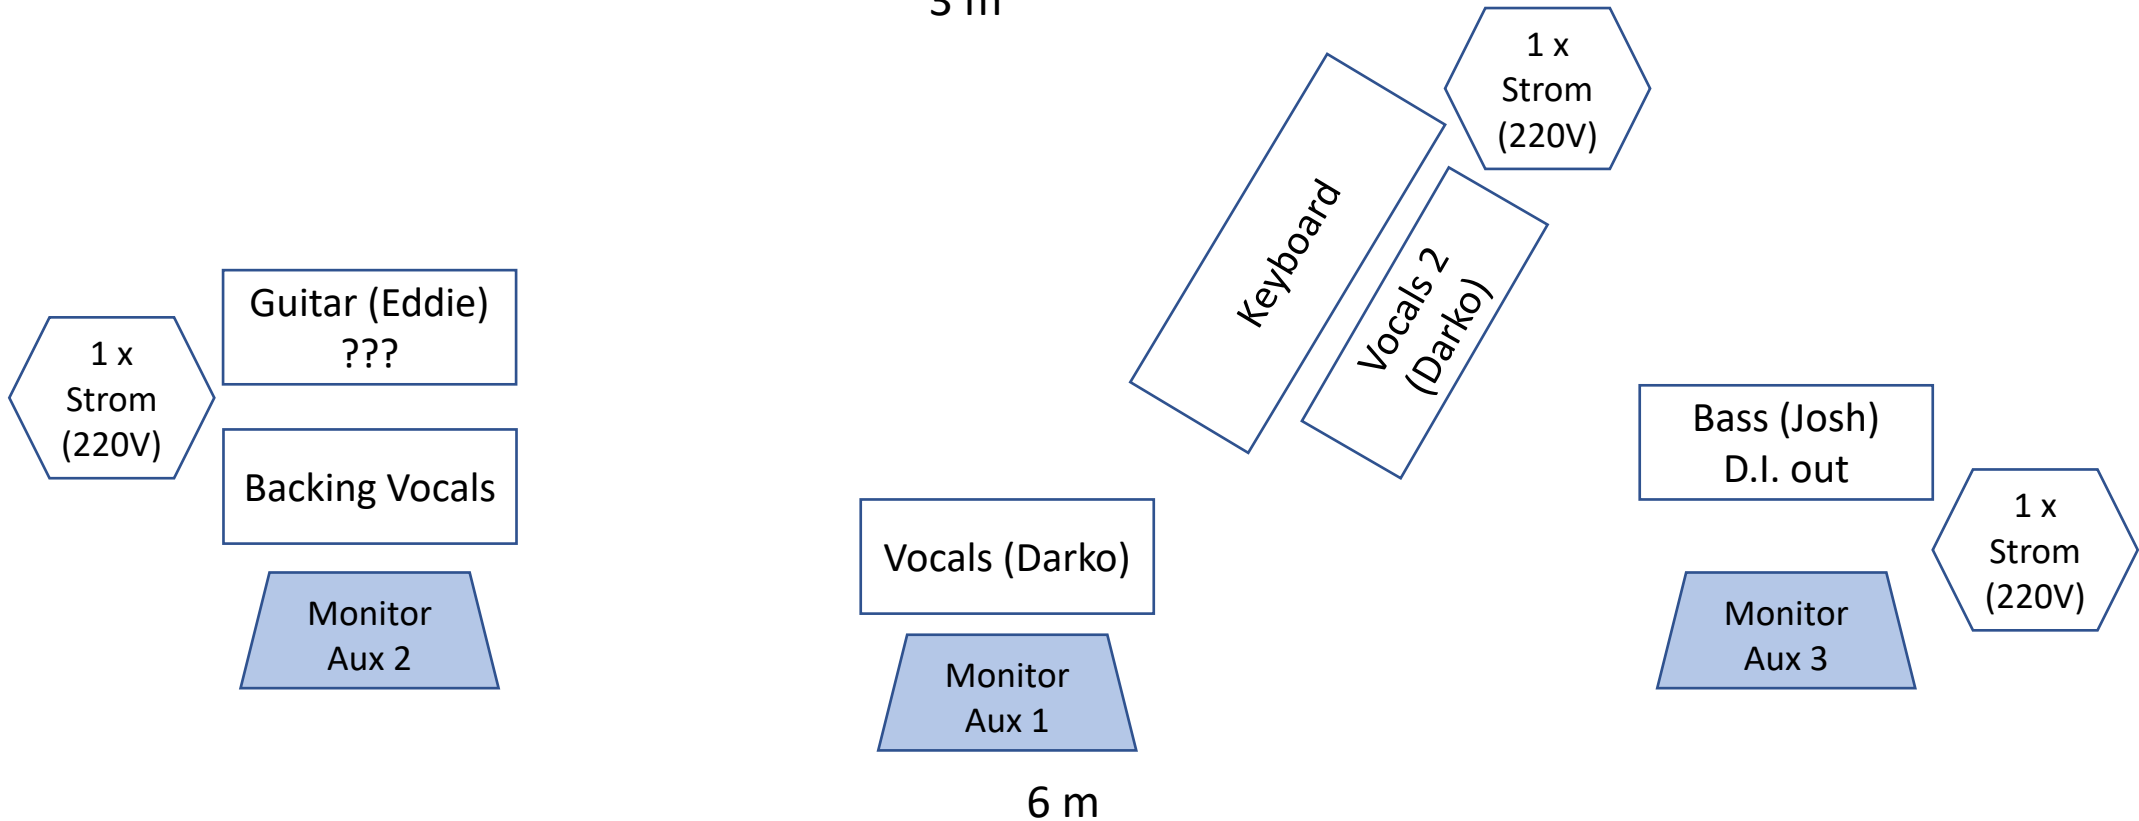 3 m
1 x
Strom
(220V)
Keyboard
Vocals 2
(Darko)
Guitar (Eddie)
???
1 x
Strom
(220V)
Backing Vocals
Bass (Josh)
D.I. out
1 x
Strom
(220V)
Vocals (Darko)
Monitor
Aux 2
Monitor
Aux 1
Monitor
Aux 3
6 m